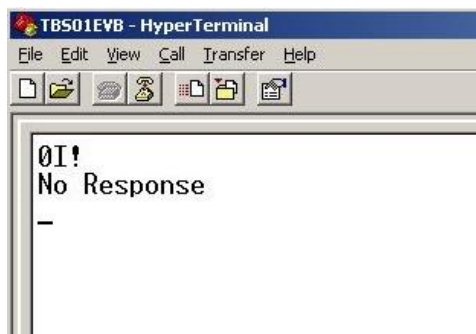 TBS01EVB - HyperTerminal
File Edit View Call Transfer Help
0I!
No Response